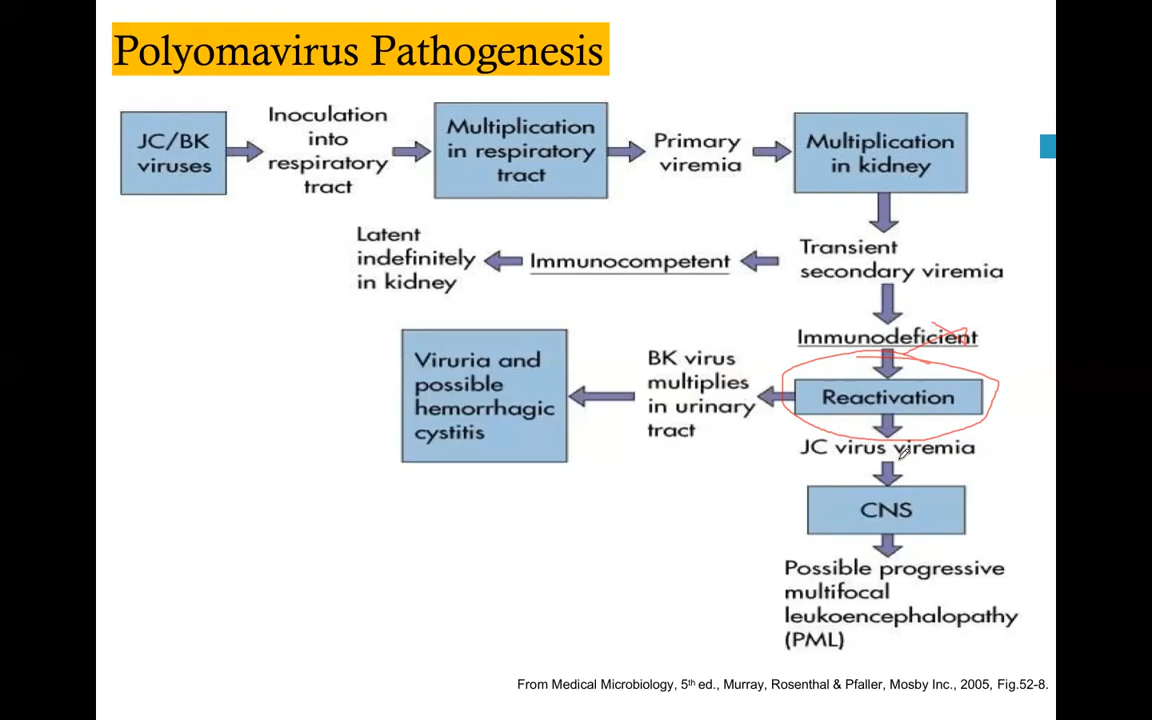 Polyomavirus Pathogenesis
JC/BK
viruses
Inoculation
into
respiratory
tract
Multiplication
in respiratory
tract
Primary
viremia
Multiplication
in kidney
Transient
secondary viremia
Immunocompetent
Latent
indefinitely
in kidney
Immunodeficient
Reactivation
BK virus
multiplies
in urinary
tract
Viruria and
possible
hemorrhagic
cystitis
JC virus viremia
CNS
Possible progressive
multifocal
leukoencephalopathy
(PML)
From Medical Microbiology, 5th ed., Murray, Rosenthal & Pfaller, Mosby Inc., 2005, Fig.52-8.